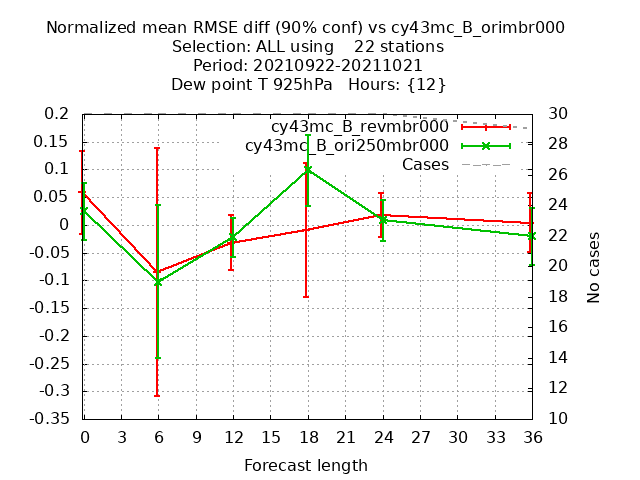 Normalized mean RMSE diff (90% conf) vs cy43mc_B_orimbr000
Selection: ALL using    22 stations
Period: 20210922-20211021
Dew point T 925hPa   Hours: {12}
cy43mc_B_revmbr000
cy43mc_B_ori250mbr000
Cases
0.2
0.15
0.1
0.05
0
-0.05
-0.1
-0.15
-0.2
-0.25
-0.3
-0.35
30
28
26
24
22
20
18
16
14
12
10
No cases
0 3 6 9 12 15 18 21 24 27 30 33 36
Forecast length